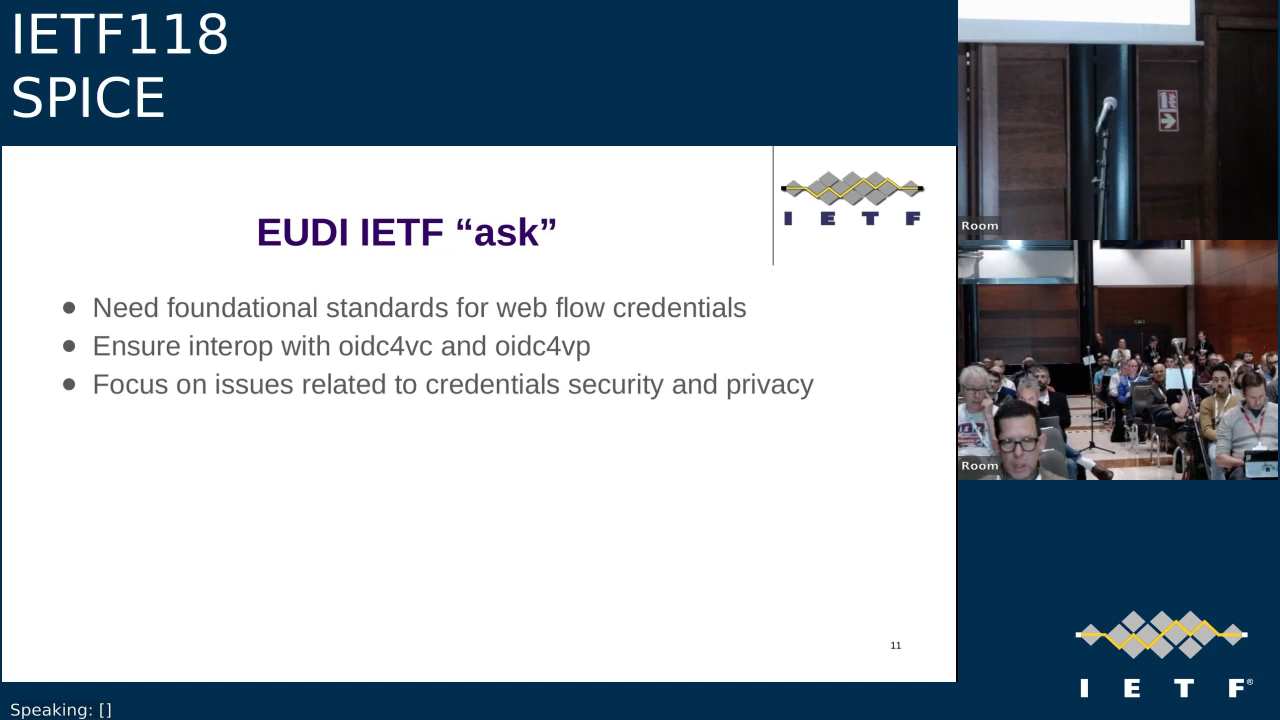 IETF118
SPICE
I E T F
EUDI IETF “ask”
● Need foundational standards for web flow credentials
● Ensure interop with oidc4vc and oidc4vp
● Focus on issues related to credentials security and privacy
11
Room
Room
I E T F®
Speaking: []